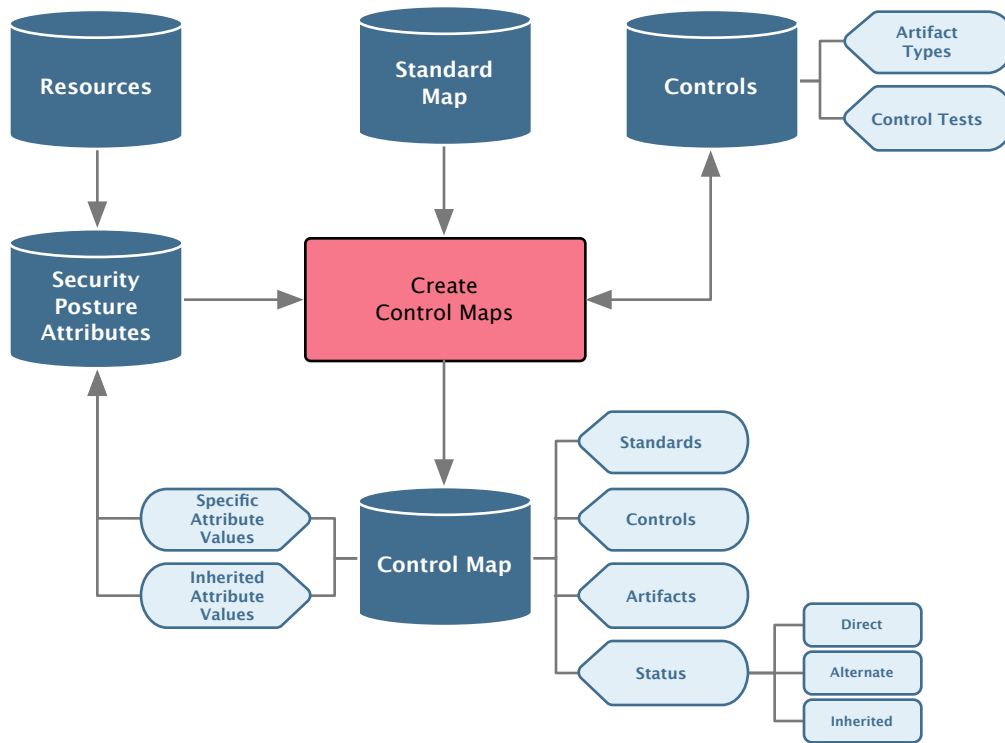 Resources
Standard
Map
Controls
Artifact
Types
Control Tests
Security
Posture
Attributes
Create
Control Maps
Specific
Attribute
Values
Inherited
Attribute
Values
Control Map
Standards
Controls
Artifacts
Status
Direct
Alternate
Inherited